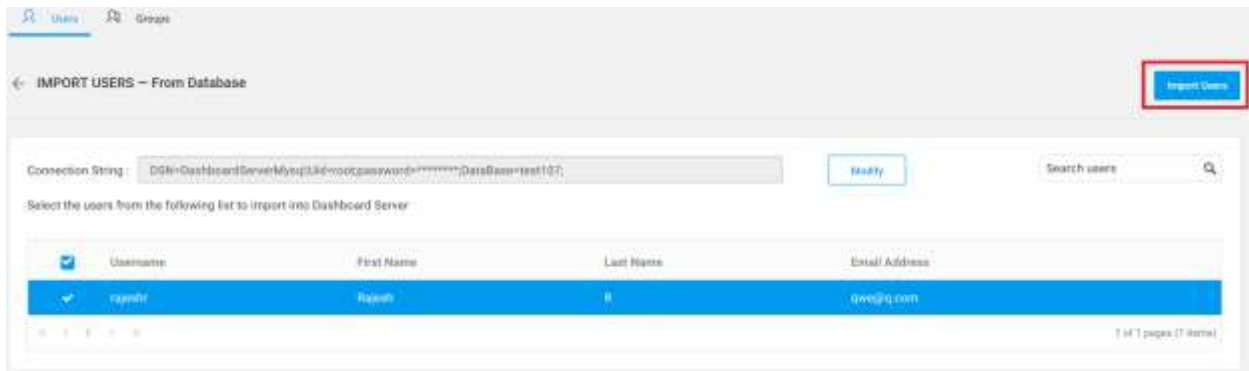 Users Groups
← IMPORT USERS — From Database
Import Users
Connection String : DSN=DashboardServerMysql;Uid=root;password=********;DataBase=test107; Modify Search users
Select the users from the following list to import into Dashboard Server
Username First Name Last Name Email Address
rajeshr Rajesh R qwe@q.com
1 1 of 1 pages (1 items)